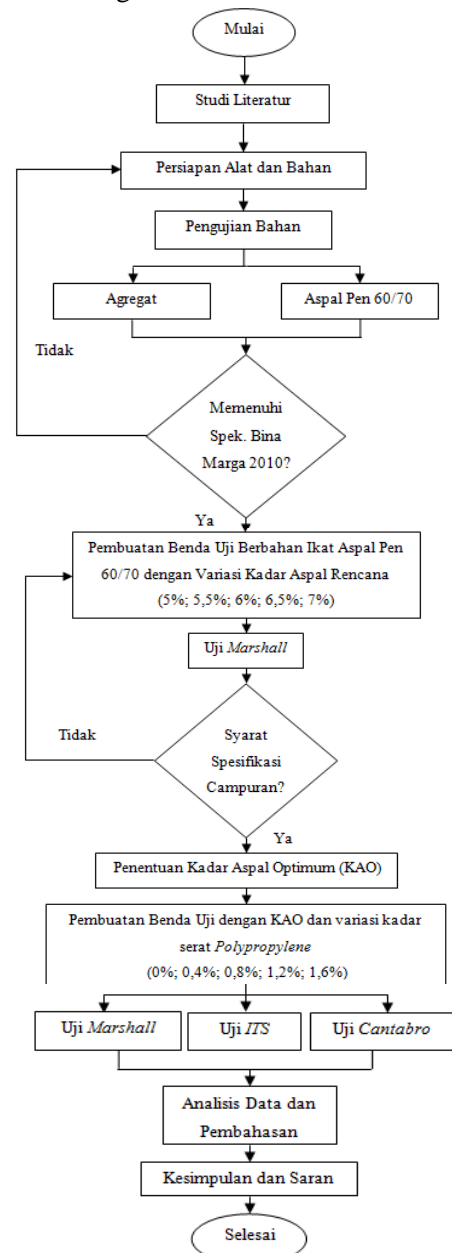 Mulai
Studi Literatur
Persiapan Alat dan Bahan
Pengujian Bahan
Agregat
Aspal Pen 60/70
Tidak
Memenuhi
Spek. Bina
Marga 2010?
Ya
Pembuatan Benda Uji Berbahan Ikat Aspal Pen
60/70 dengan Variasi Kadar Aspal Rencana
(5%; 5,5%; 6%; 6,5%; 7%)
Uji Marshall
Tidak
Syarat
Spesifikasi
Campuran?
Ya
Penentuan Kadar Aspal Optimum (KAO)
Pembuatan Benda Uji dengan KAO dan variasi kadar
serat Polypropylene
(0%; 0,4%; 0,8%; 1,2%; 1,6%)
Uji Marshall
Uji ITS
Uji Cantabro
Analisis Data dan
Pembahasan
Kesimpulan dan Saran
Selesai